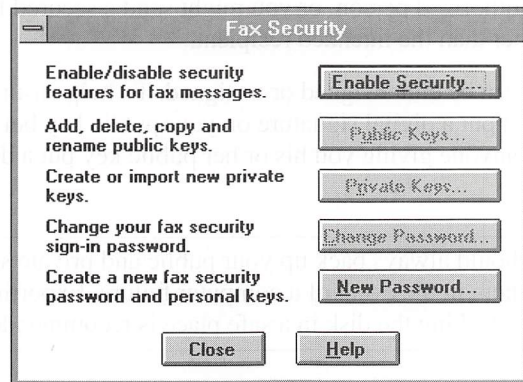 Fax Security
Enable/disable security
features for fax messages.
Enable Security...
Add, delete, copy and
rename public keys.
Public Keys...
Create or import new private
keys.
Private Keys...
Change your fax security
sign-in password.
Change Password...
Create a new fax security
password and personal keys.
New Password...
Close
Help